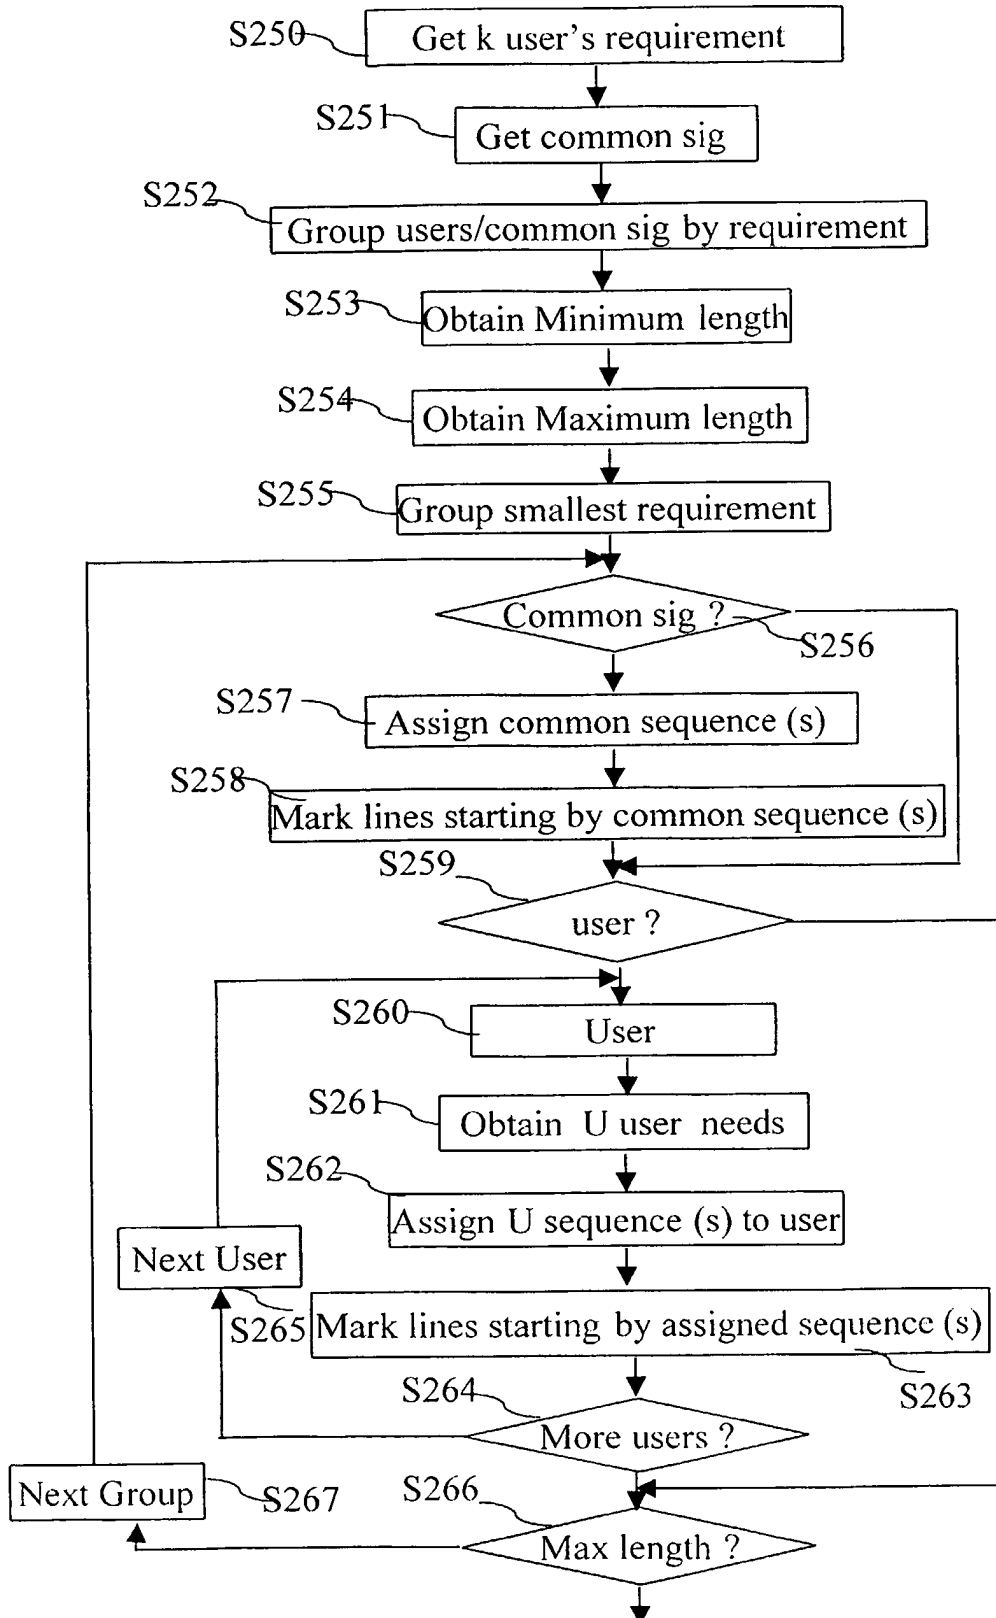 S250
Get k user's requirement
S251
Get common sig
S252
Group users/common sig by requirement
S253
Obtain Minimum length
S254
Obtain Maximum length
S255
Group smallest requirement
Common sig ?
S256
S257
Assign common sequence (s)
S258
Mark lines starting by common sequence (s)
S259
user ?
S260
User
S261
Obtain U user needs
S262
Assign U sequence (s) to user
Next User
S265
Mark lines starting by assigned sequence (s)
S263
S264
More users ?
Next Group
S267
S266
Max length ?